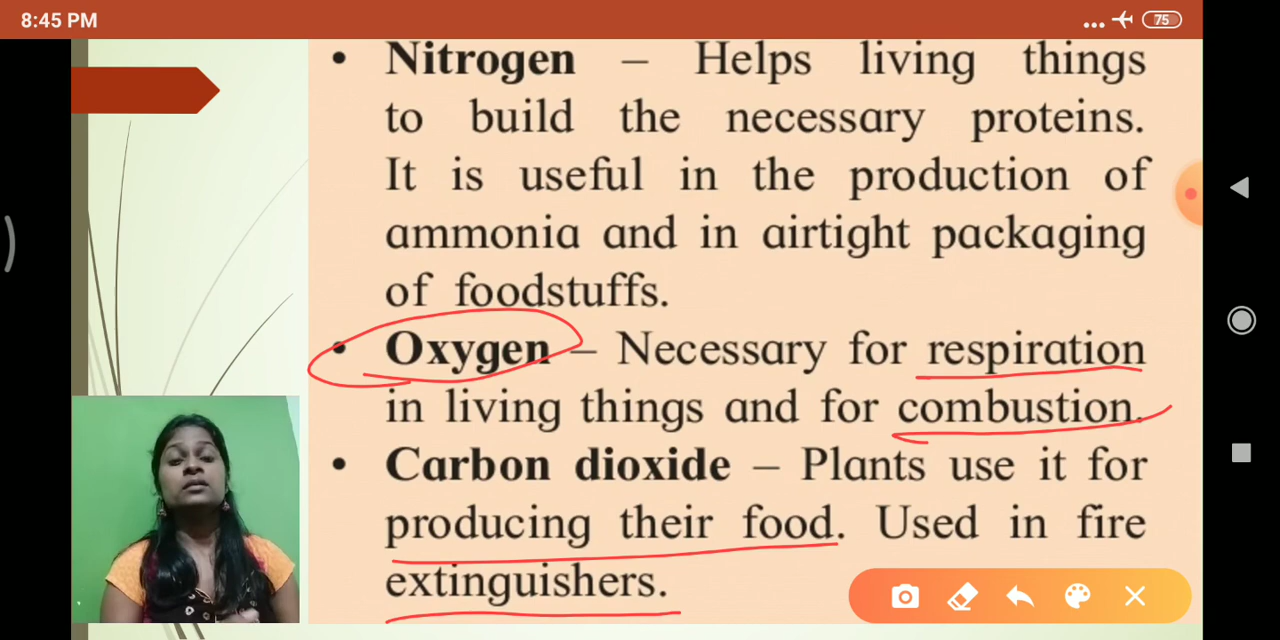 8:45 PM
75
• Nitrogen – Helps living things
to build the necessary proteins.
It is useful in the production of
ammonia and in airtight packaging
of foodstuffs.
• Oxygen – Necessary for respiration
in living things and for combustion.
• Carbon dioxide – Plants use it for
producing their food. Used in fire
extinguishers.